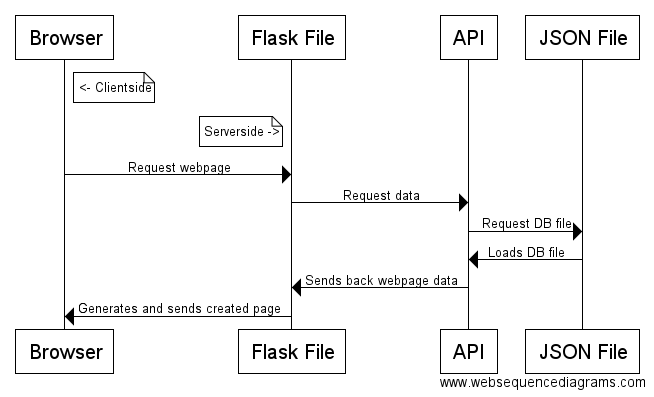 Browser
Flask File
API
JSON File
<- Clientside
Serverside ->
Request webpage
Request data
Request DB file
Loads DB file
Sends back webpage data
Generates and sends created page
Browser
Flask File
API
JSON File
www.websequencediagrams.com